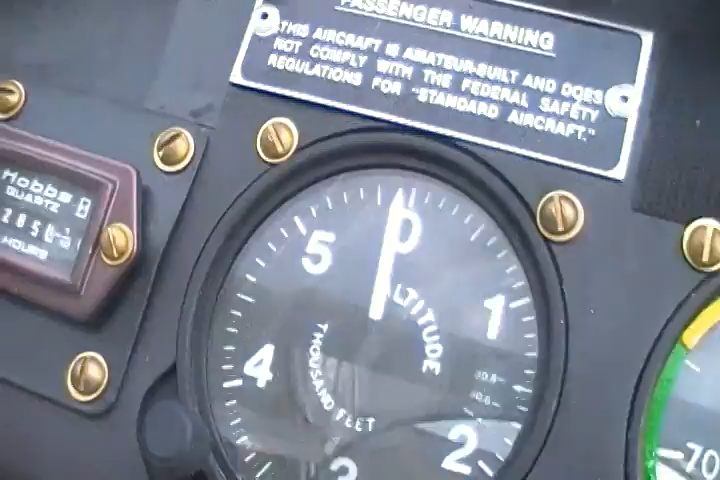 PASSENGER WARNING
THIS AIRCRAFT IS AMATEUR-BUILT AND DOES
NOT COMPLY WITH THE FEDERAL SAFETY
REGULATIONS FOR "STANDARD AIRCRAFT."
Hobbs
QUARTZ
HOURS
0
5
1
ALTITUDE
4
THOUSAND FEET
2
3
70